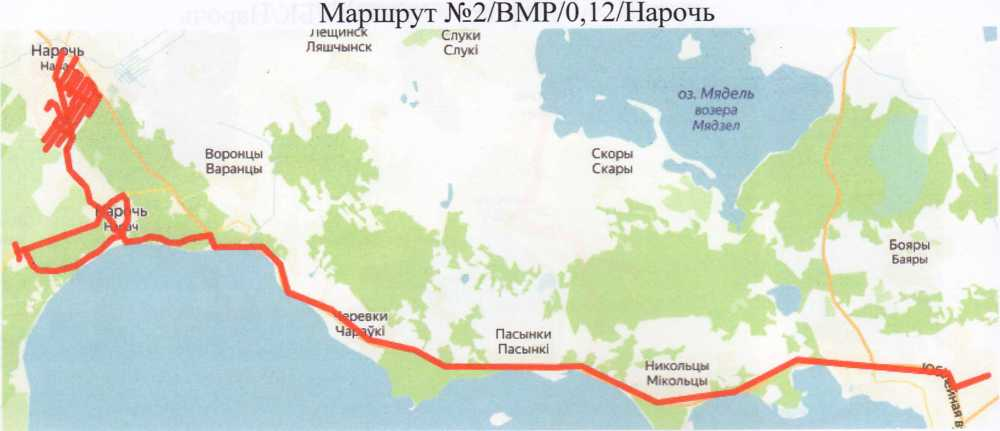 Маршрут №2/ВМР/0,12/Нарочь
Лещинск
Ляшчынск
Слуки
Слукі
Нарочь
оз. Мядель
возера
Мядзел
Воронцы
Варанцы
Скоры
Скары
Нарочь
Нарач
Бояры
Баяры
Черевки
Чараўкі
Пасынки
Пасынкі
Никольцы
Мікольцы